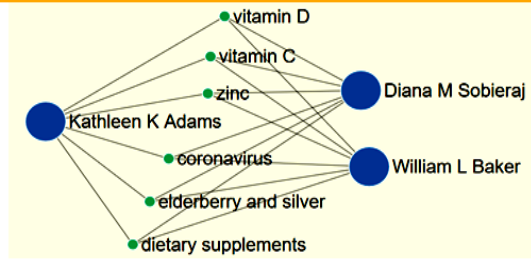 vitamin D
vitamin C
Diana M Sobieraj
zinc
Kathleen K Adams
coronavirus
William L Baker
elderberry and silver
dietary supplements